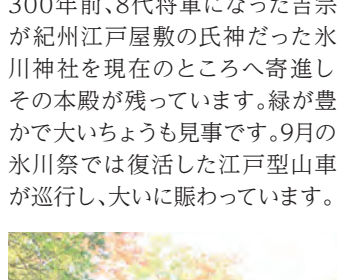 300年前、8代将軍になった吉宗
が紀州江戸屋敷の氏神だった氷
川神社を現在のところへ寄進し
その本殿が残っています。緑が豊
かで大いちょうも見事です。9月の
氷川祭では復活した江戸型山車
が巡行し、大いに賑わっています。